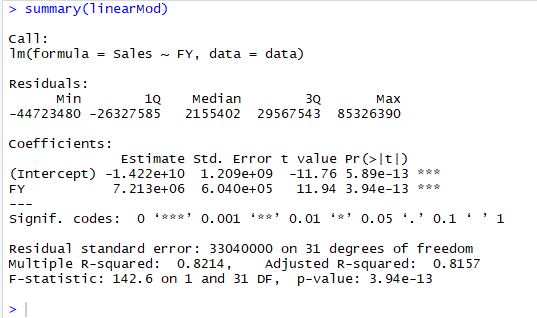 > summary(linearMod)
Call:
lm(formula = Sales ~ FY, data = data)
Residuals:
Min 1Q Median 3Q Max
-44723480 -26327585 2155402 29567543 85326390
Coefficients:
Estimate Std. Error t value Pr(>|t|)
(Intercept) -1.422e+10 1.209e+09 -11.76 5.89e-13 ***
FY 7.213e+06 6.040e+05 11.94 3.94e-13 ***
---
Signif. codes: 0 ‘***’ 0.001 ‘**’ 0.01 ‘*’ 0.05 ‘.’ 0.1 ‘ ’ 1
Residual standard error: 33040000 on 31 degrees of freedom
Multiple R-squared: 0.8214, Adjusted R-squared: 0.8157
F-statistic: 142.6 on 1 and 31 DF, p-value: 3.94e-13
>